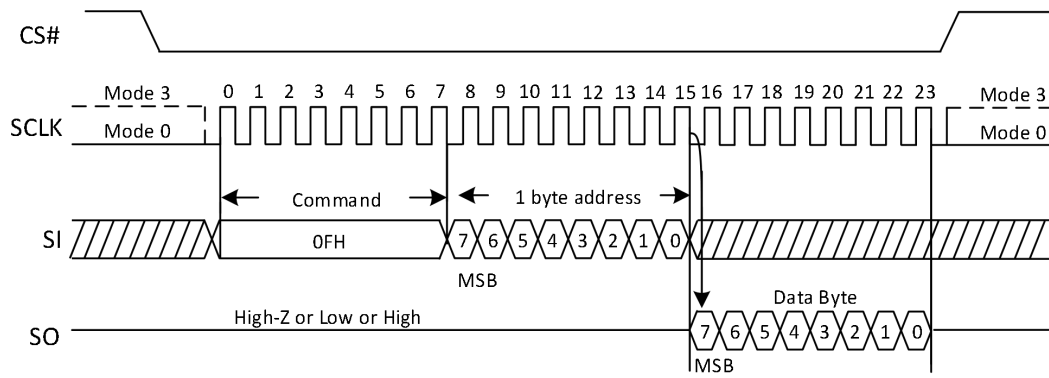 CS#
0 1 2 3 4 5 6 7 8 9 10 11 12 13 14 15 16 17 18 19 20 21 22 23
Mode 3 Mode 3
SCLK
Mode 0 Mode 0
Command 1 byte address
SI 0FH 7 6 5 4 3 2 1 0
MSB
High-Z or Low or High Data Byte
SO 7 6 5 4 3 2 1 0
MSB